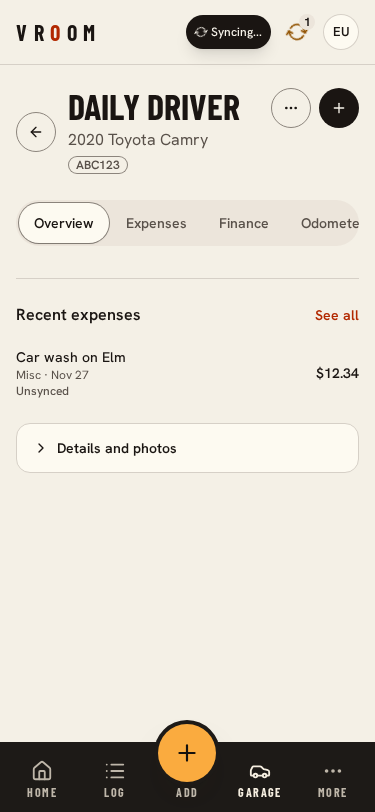 VROOM
Syncing...
1
EU
DAILY DRIVER
2020 Toyota Camry
ABC123
Overview
Expenses
Finance
Odomete
Recent expenses
See all
Car wash on Elm
Misc · Nov 27
Unsynced
$12.34
Details and photos
HOME
LOG
ADD
GARAGE
MORE